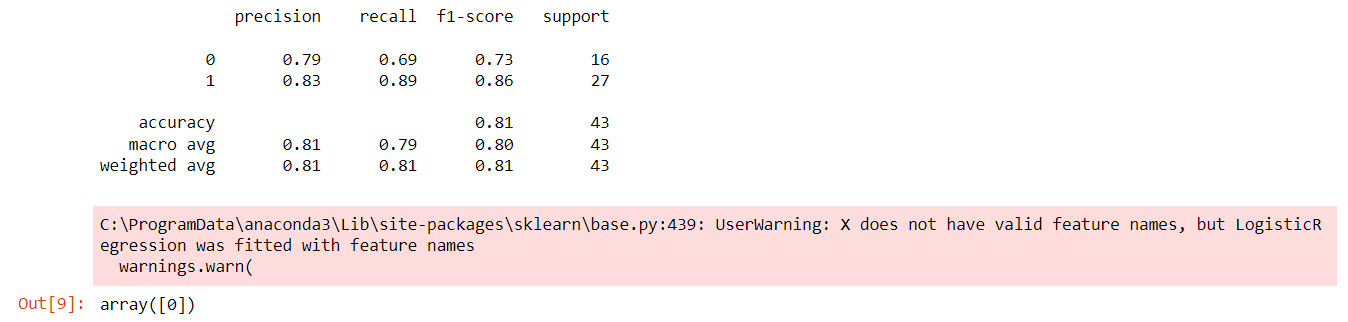 precision recall f1-score support
0 0.79 0.69 0.73 16
1 0.83 0.89 0.86 27
accuracy 0.81 43
macro avg 0.81 0.79 0.80 43
weighted avg 0.81 0.81 0.81 43
C:\ProgramData\anaconda3\Lib\site-packages\sklearn\base.py:439: UserWarning: X does not have valid feature names, but LogisticR
egression was fitted with feature names
warnings.warn(
Out[9]: array([0])